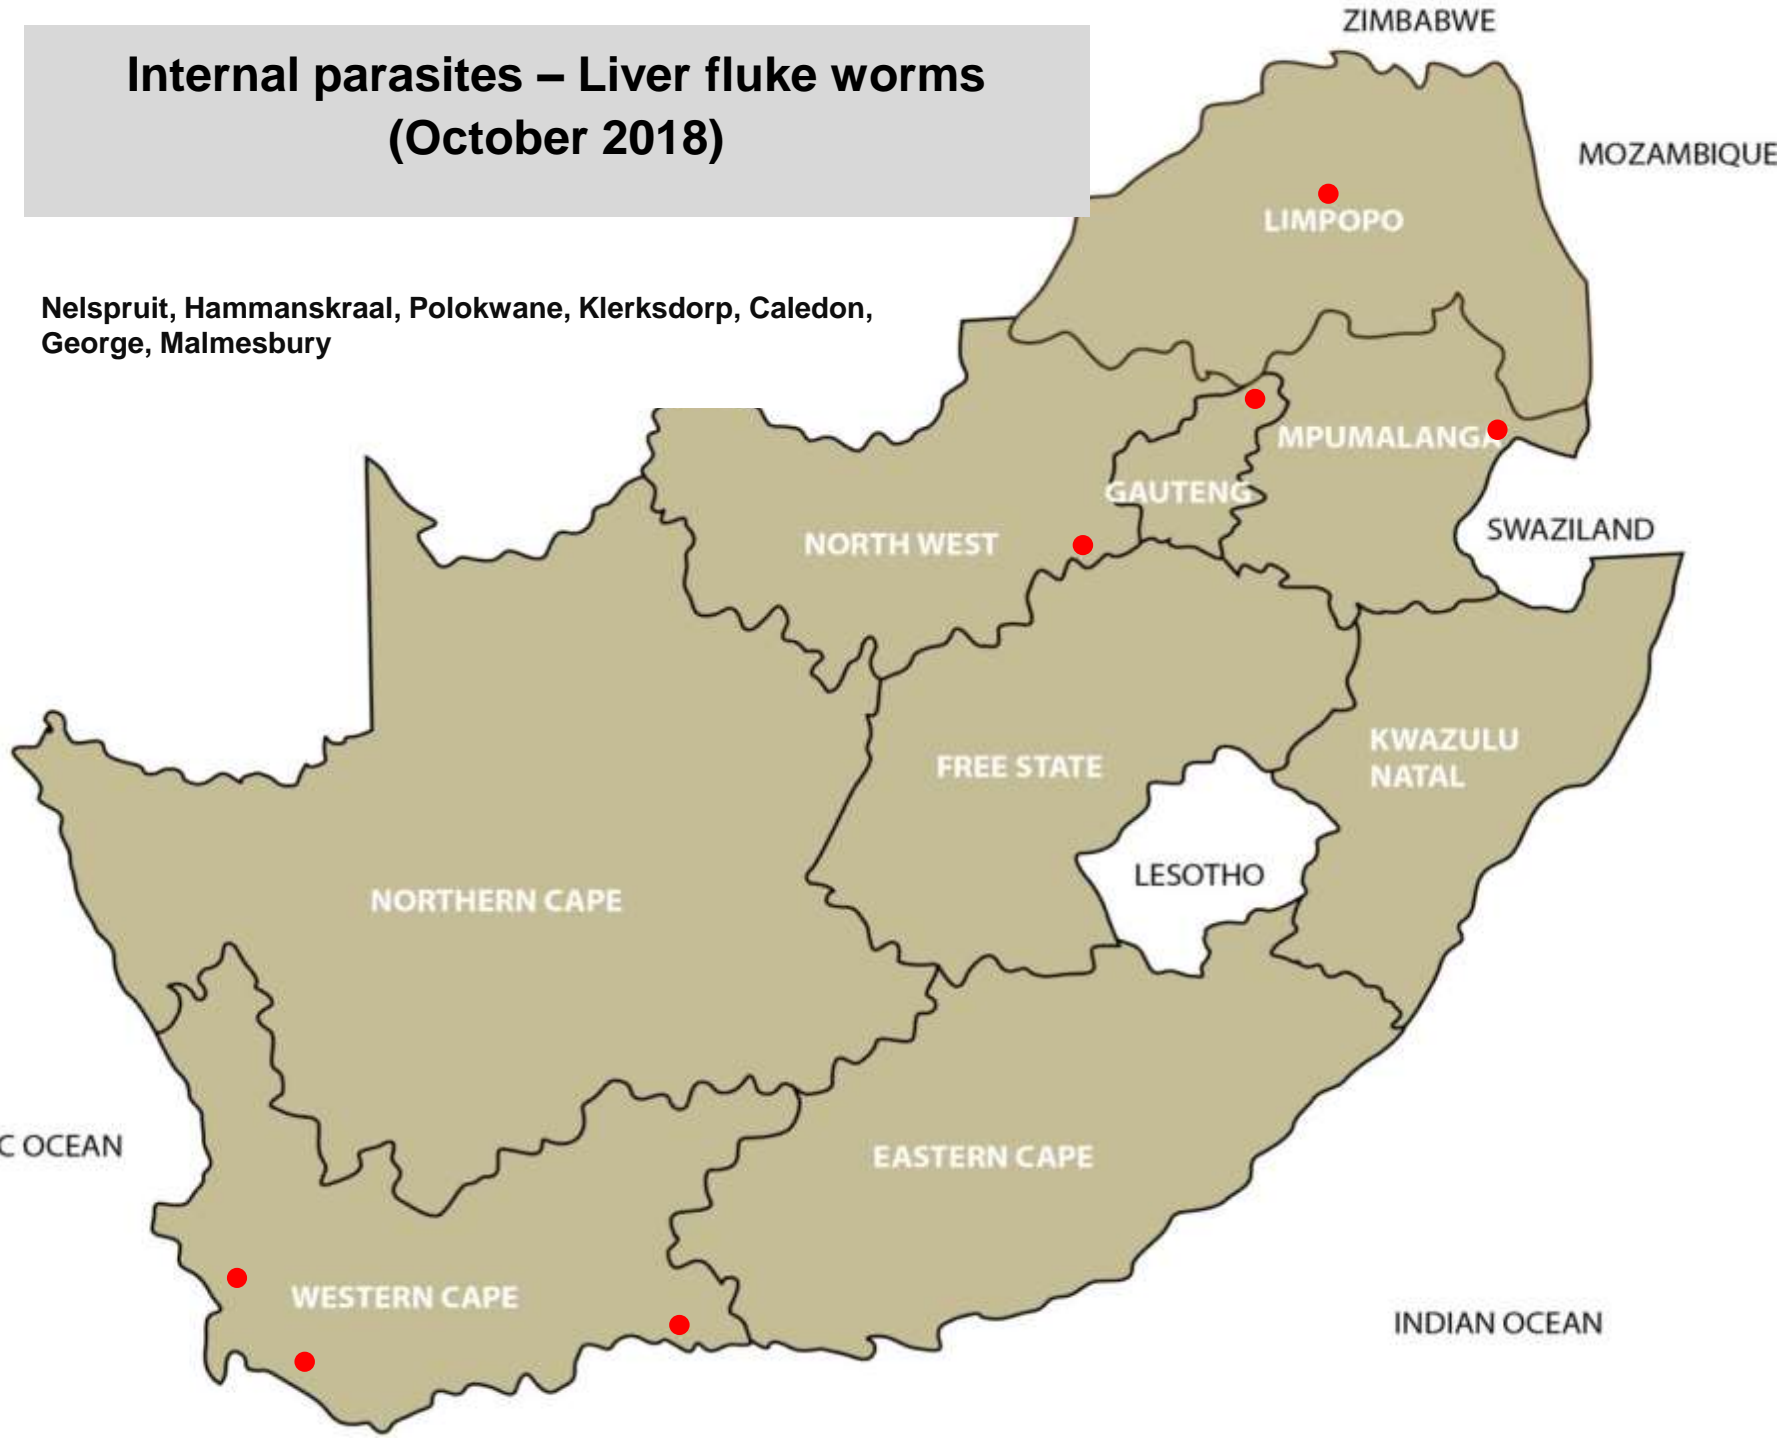 ZIMBABWE
Internal parasites – Liver fluke worms
(October 2018)
MOZAMBIQUE
LIMPOPO
Nelspruit, Hammanskraal, Polokwane, Klerksdorp, Caledon,
George, Malmesbury
MPUMALANGA
GAUTENG
SWAZILAND
NORTH WEST
KWAZULU
NATAL
FREE STATE
LESOTHO
NORTHERN CAPE
C OCEAN
EASTERN CAPE
WESTERN CAPE
INDIAN OCEAN